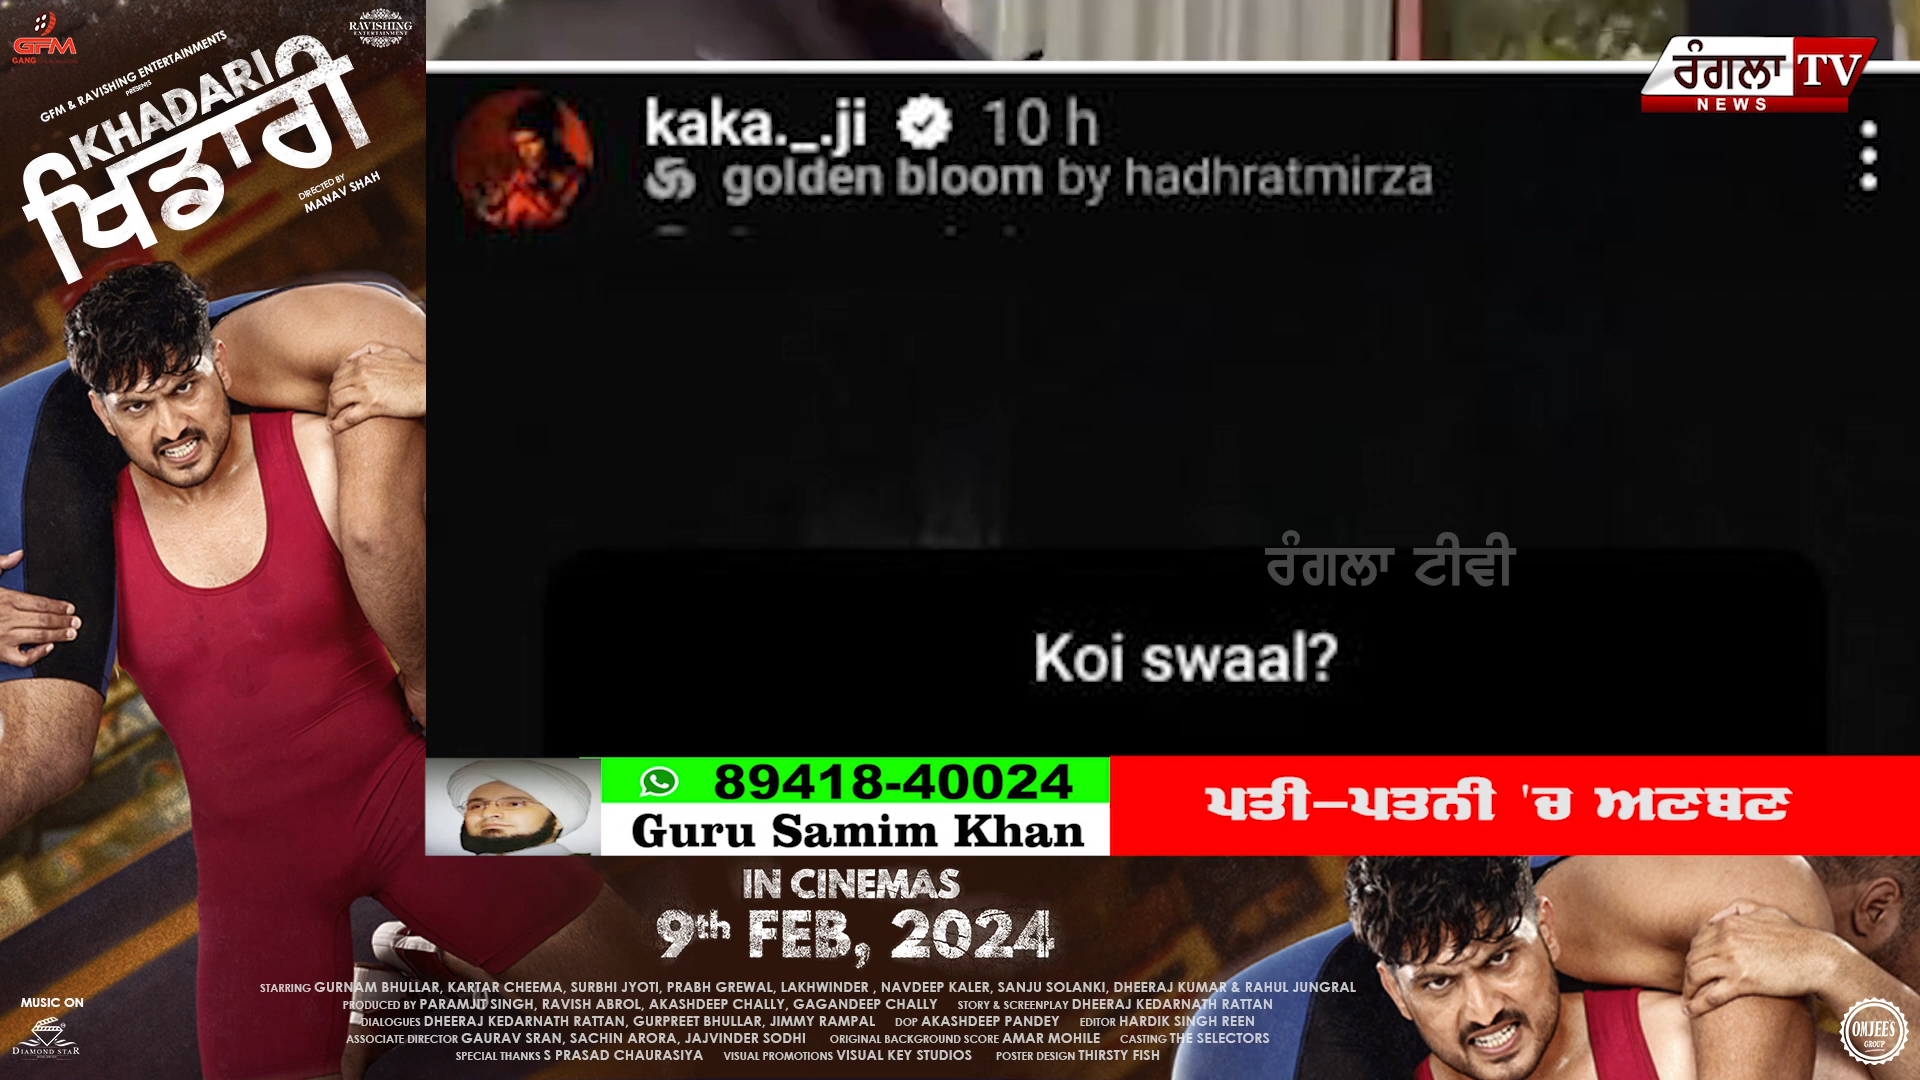 GFM
GANG
RAVISHING
ENTERTAINMENT
GFM & RAVISHING ENTERTAINMENTS
PRESENTS
KHADARI
ਖਿਡਾਰੀ
DIRECTED BY
MANAV SHAH
ਰੰਗਲਾ TV
NEWS
kaka._.ji 10 h
golden bloom by hadhratmirza
ਰੰਗਲਾ ਟੀਵੀ
Koi swaal?
89418-40024
Guru Samim Khan
ਪਤੀ-ਪਤਨੀ 'ਚ ਅਣਬਣ
IN CINEMAS
9th FEB, 2024
STARRING GURNAM BHULLAR, KARTAR CHEEMA, SURBHI JYOTI, PRABH GREWAL, LAKHWINDER , NAVDEEP KALER, SANJU SOLANKI, DHEERAJ KUMAR & RAHUL JUNGRAL
PRODUCED BY PARAMJIT SINGH, RAVISH ABROL, AKASHDEEP CHALLY, GAGANDEEP CHALLY STORY & SCREENPLAY DHEERAJ KEDARNATH RATTAN
DIALOGUES DHEERAJ KEDARNATH RATTAN, GURPREET BHULLAR, JIMMY RAMPAL DOP AKASHDEEP PANDEY EDITOR HARDIK SINGH REEN
ASSOCIATE DIRECTOR GAURAV SRAN, SACHIN ARORA, JAJVINDER SODHI ORIGINAL BACKGROUND SCORE AMAR MOHILE CASTING THE SELECTORS
SPECIAL THANKS S PRASAD CHAURASIYA VISUAL PROMOTIONS VISUAL KEY STUDIOS POSTER DESIGN THIRSTY FISH
MUSIC ON
DIAMOND STAR
OMJEE'S
GROUP